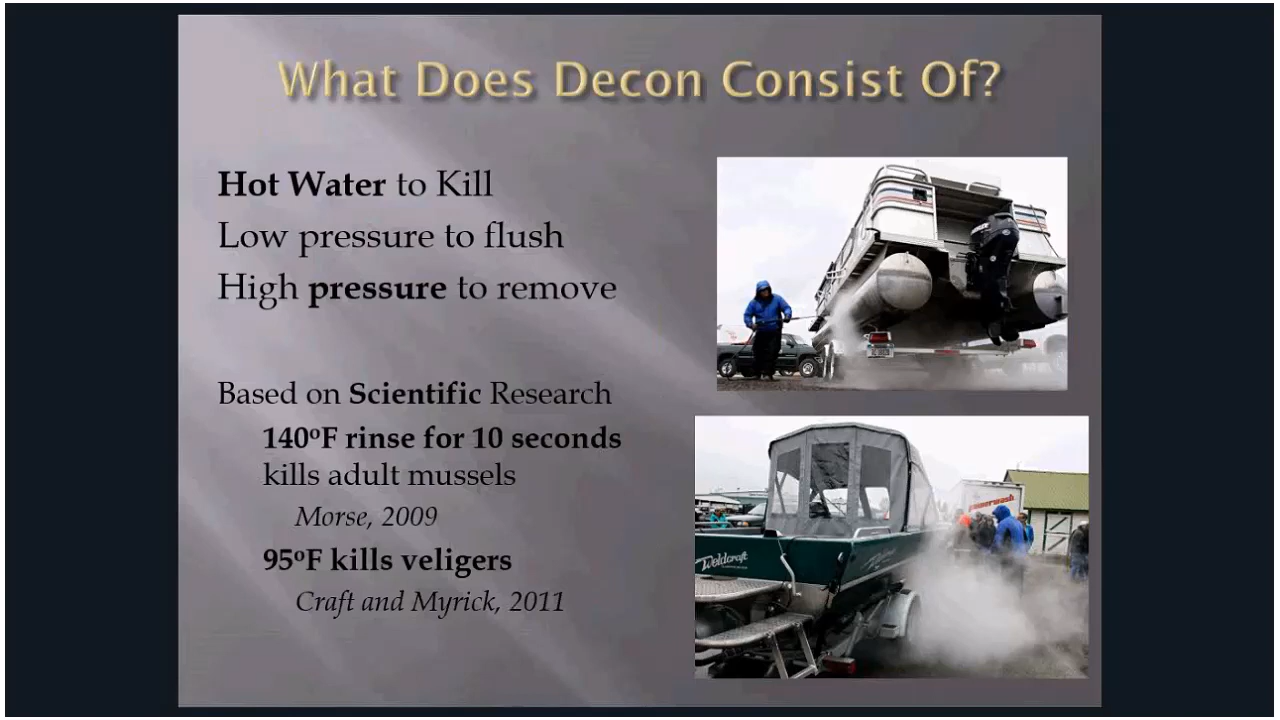 What Does Decon Consist Of?
Hot Water to Kill
Low pressure to flush
High pressure to remove
Based on Scientific Research
140ºF rinse for 10 seconds
kills adult mussels
Morse, 2009
95ºF kills veligers
Craft and Myrick, 2011
Weldcraft
powerwash